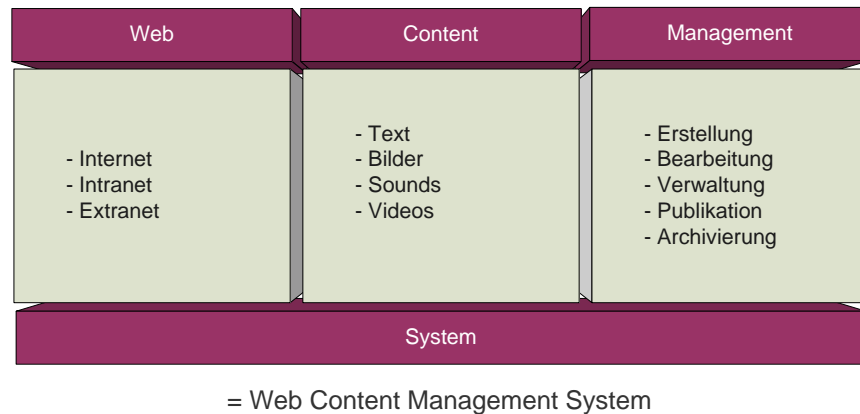 Web
- Internet
- Intranet
- Extranet
Content
- Text
- Bilder
- Sounds
- Videos
Management
- Erstellung
- Bearbeitung
- Verwaltung
- Publikation
- Archivierung
System
= Web Content Management System